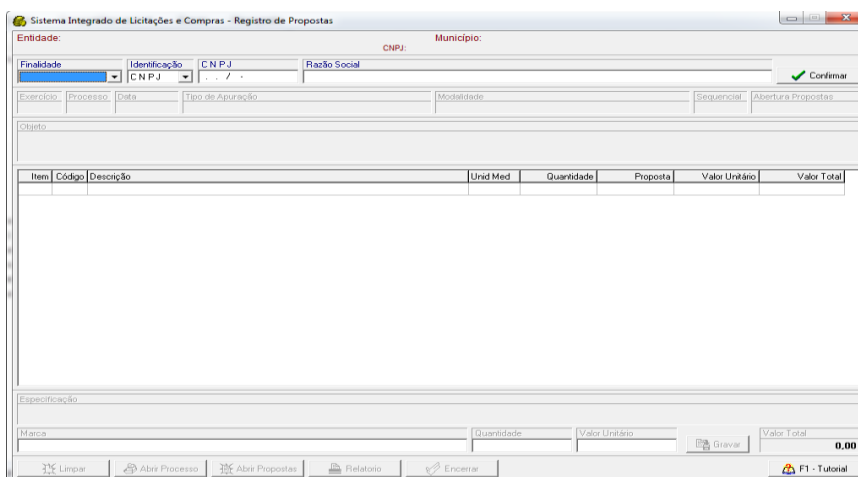 Sistema Integrado de Licitações e Compras - Registro de Propostas
Entidade: Município:
CNPJ:
Finalidade Identificação C N P J Razão Social
C N P J . . / -
Confirmar
Exercício Processo Data Tipo de Apuração Modalidade Sequencial Abertura Propostas
Objeto
Item Código Descrição Unid Med Quantidade Proposta Valor Unitário Valor Total
Especificação
Marca Quantidade Valor Unitário Valor Total
Gravar 0,00
Limpar Abrir Processo Abrir Propostas Relatorio Encerrar F1 - Tutorial